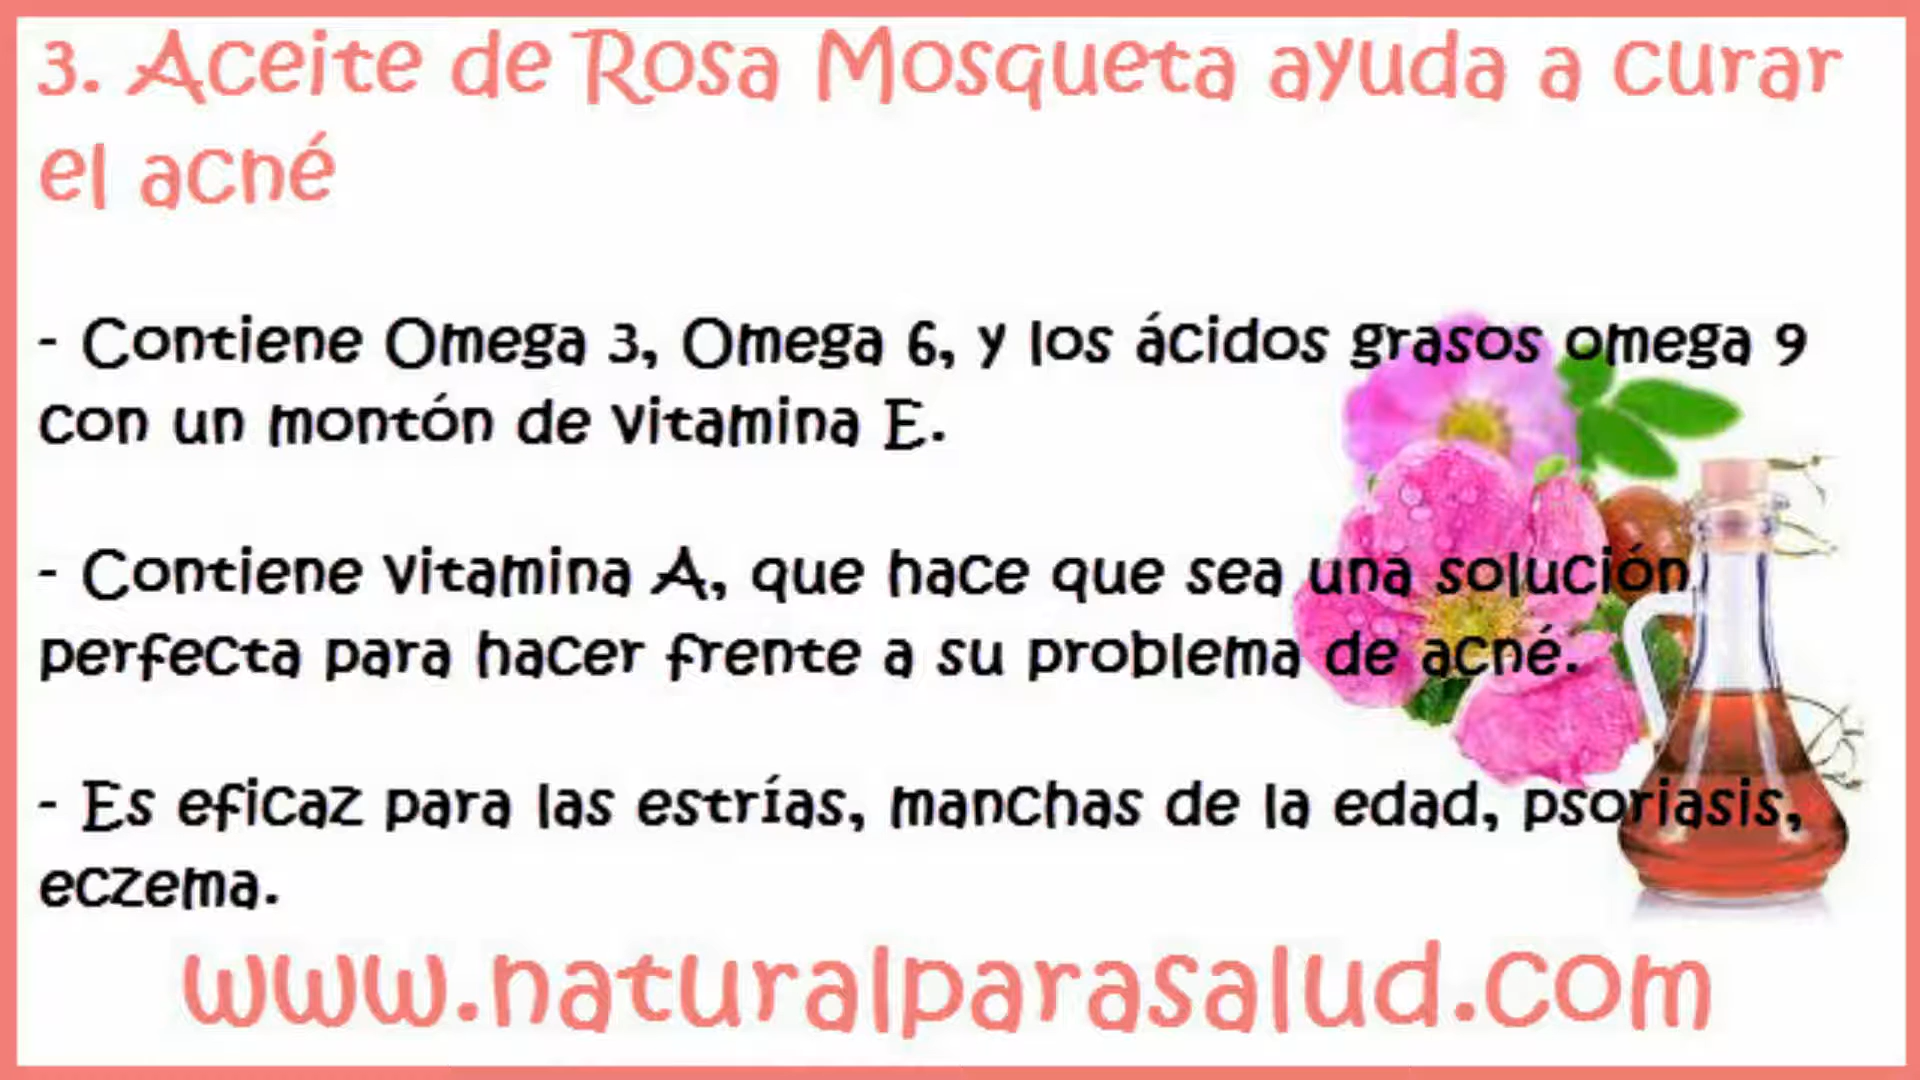 3. Aceite de Rosa Mosqueta ayuda a curar
el acné
- Contiene Omega 3, Omega 6, y los ácidos grasos omega 9
con un montón de vitamina E.
- Contiene vitamina A, que hace que sea una solución
perfecta para hacer frente a su problema de acné.
- Es eficaz para las estrías, manchas de la edad, psoriasis,
eczema.
www.naturalparasalud.com